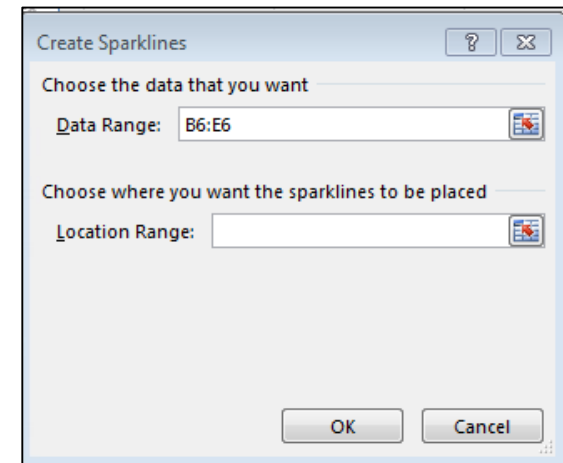 Create Sparklines ?
Choose the data that you want
Data Range: B6:E6
Choose where you want the sparklines to be placed
Location Range:
OK Cancel